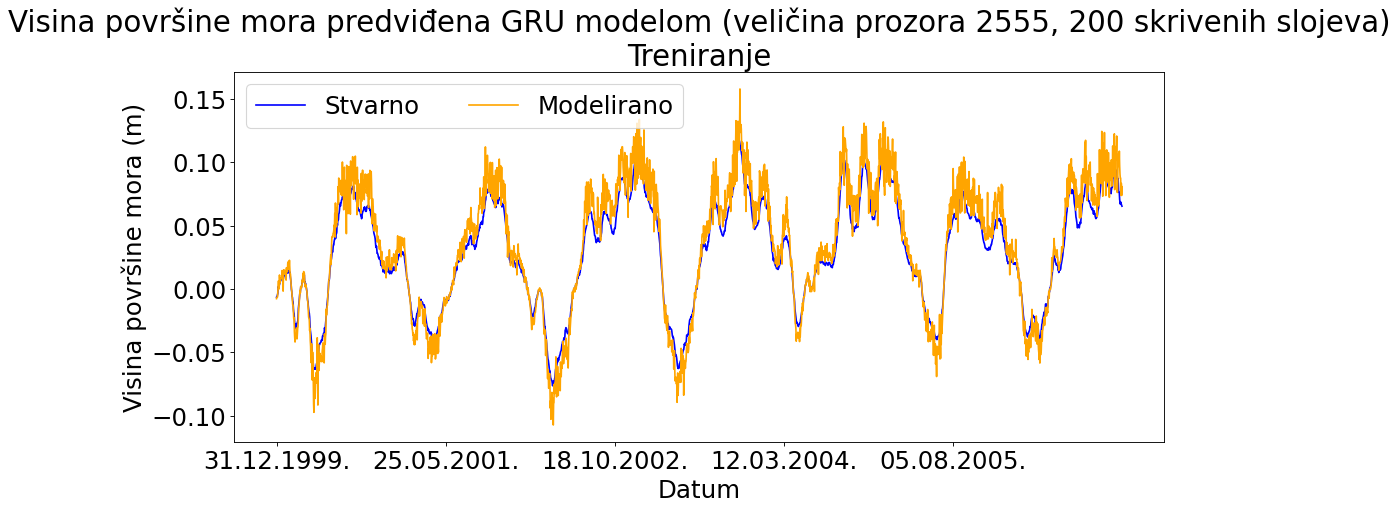 Visina površine mora predviđena GRU modelom (veličina prozora 2555, 200 skrivenih slojeva)
Treniranje
Stvarno
Modelirano
Visina površine mora (m)
0.15
0.10
0.05
0.00
−0.05
−0.10
31.12.1999.
25.05.2001.
18.10.2002.
12.03.2004.
05.08.2005.
Datum